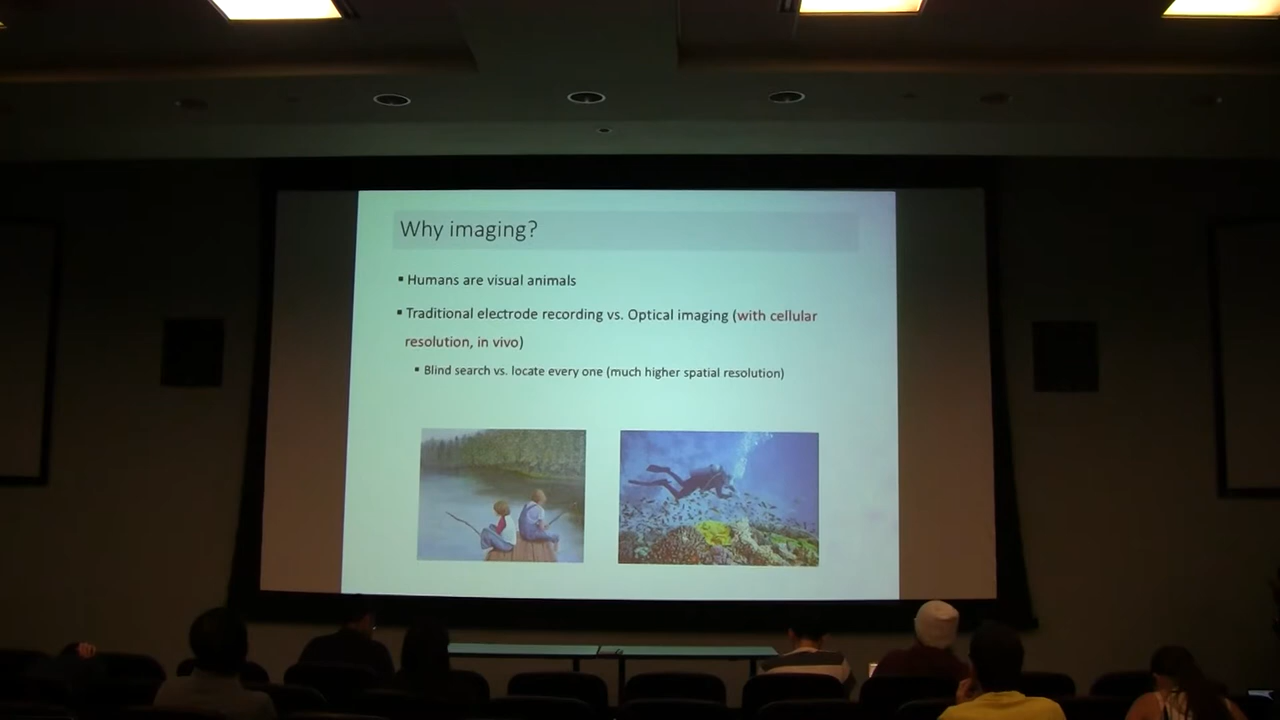 Why imaging?
▪ Humans are visual animals
▪ Traditional electrode recording vs. Optical imaging (with cellular
resolution, in vivo)
▪ Blind search vs. locate every one (much higher spatial resolution)